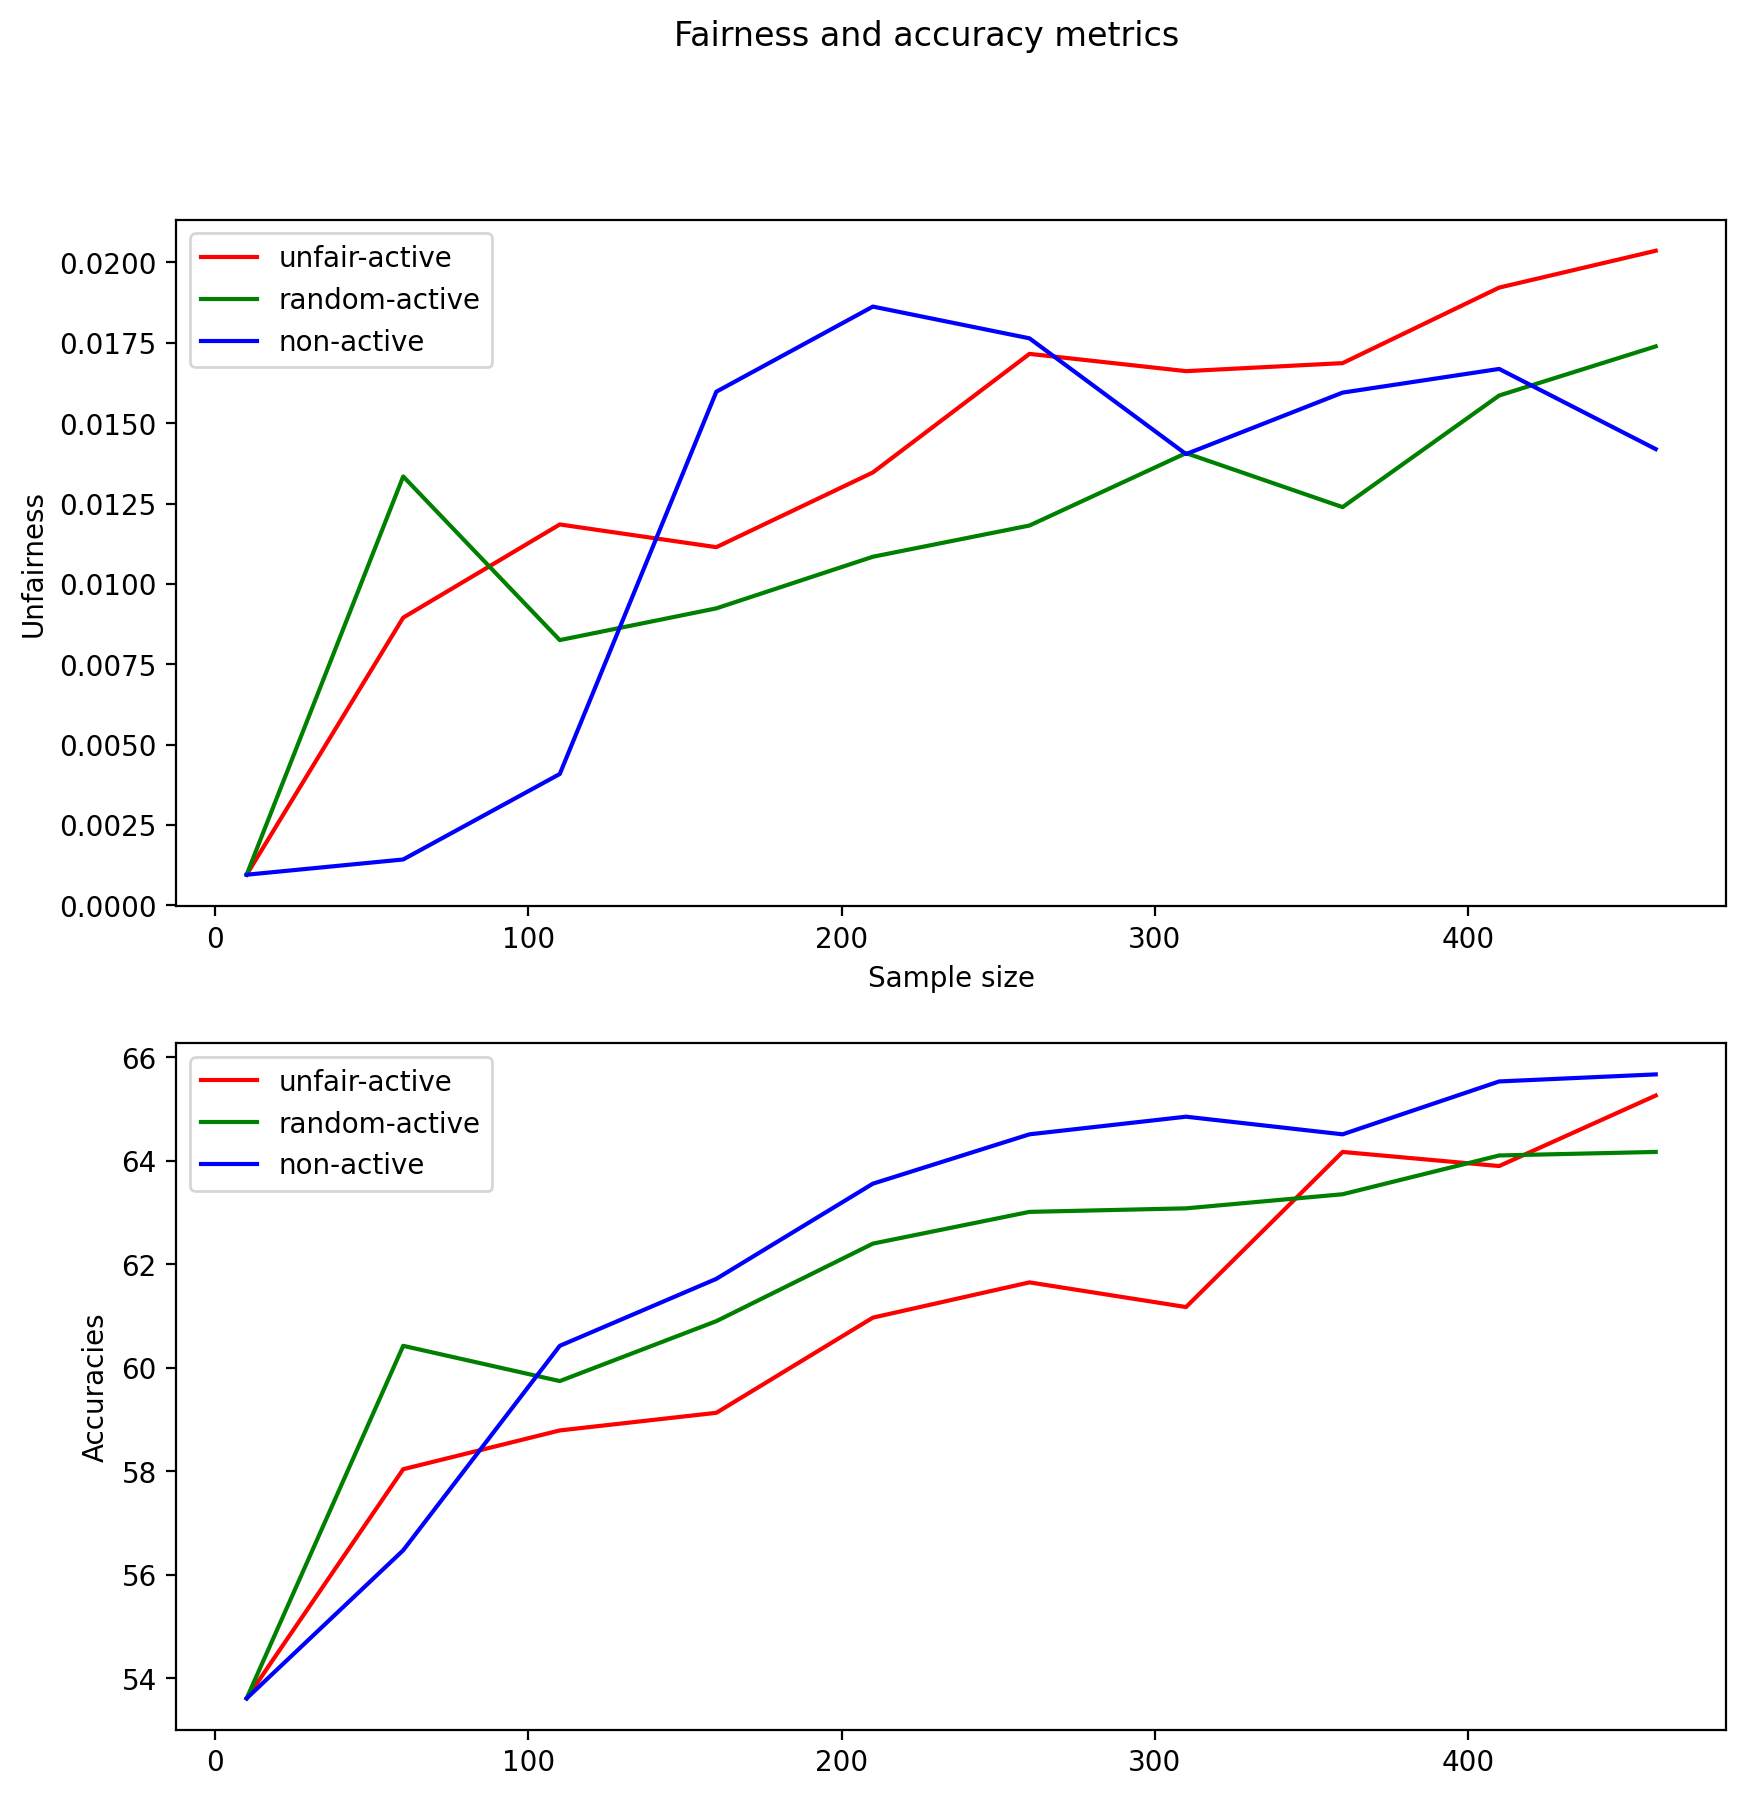 Fairness and accuracy metrics
unfair-active
random-active
non-active
0.0200
0.0175
0.0150
0.0125
0.0100
0.0075
0.0050
0.0025
0.0000
Unfairness
0 100 200 300 400
Sample size
unfair-active
random-active
non-active
66
64
62
60
58
56
54
Accuracies
0 100 200 300 400